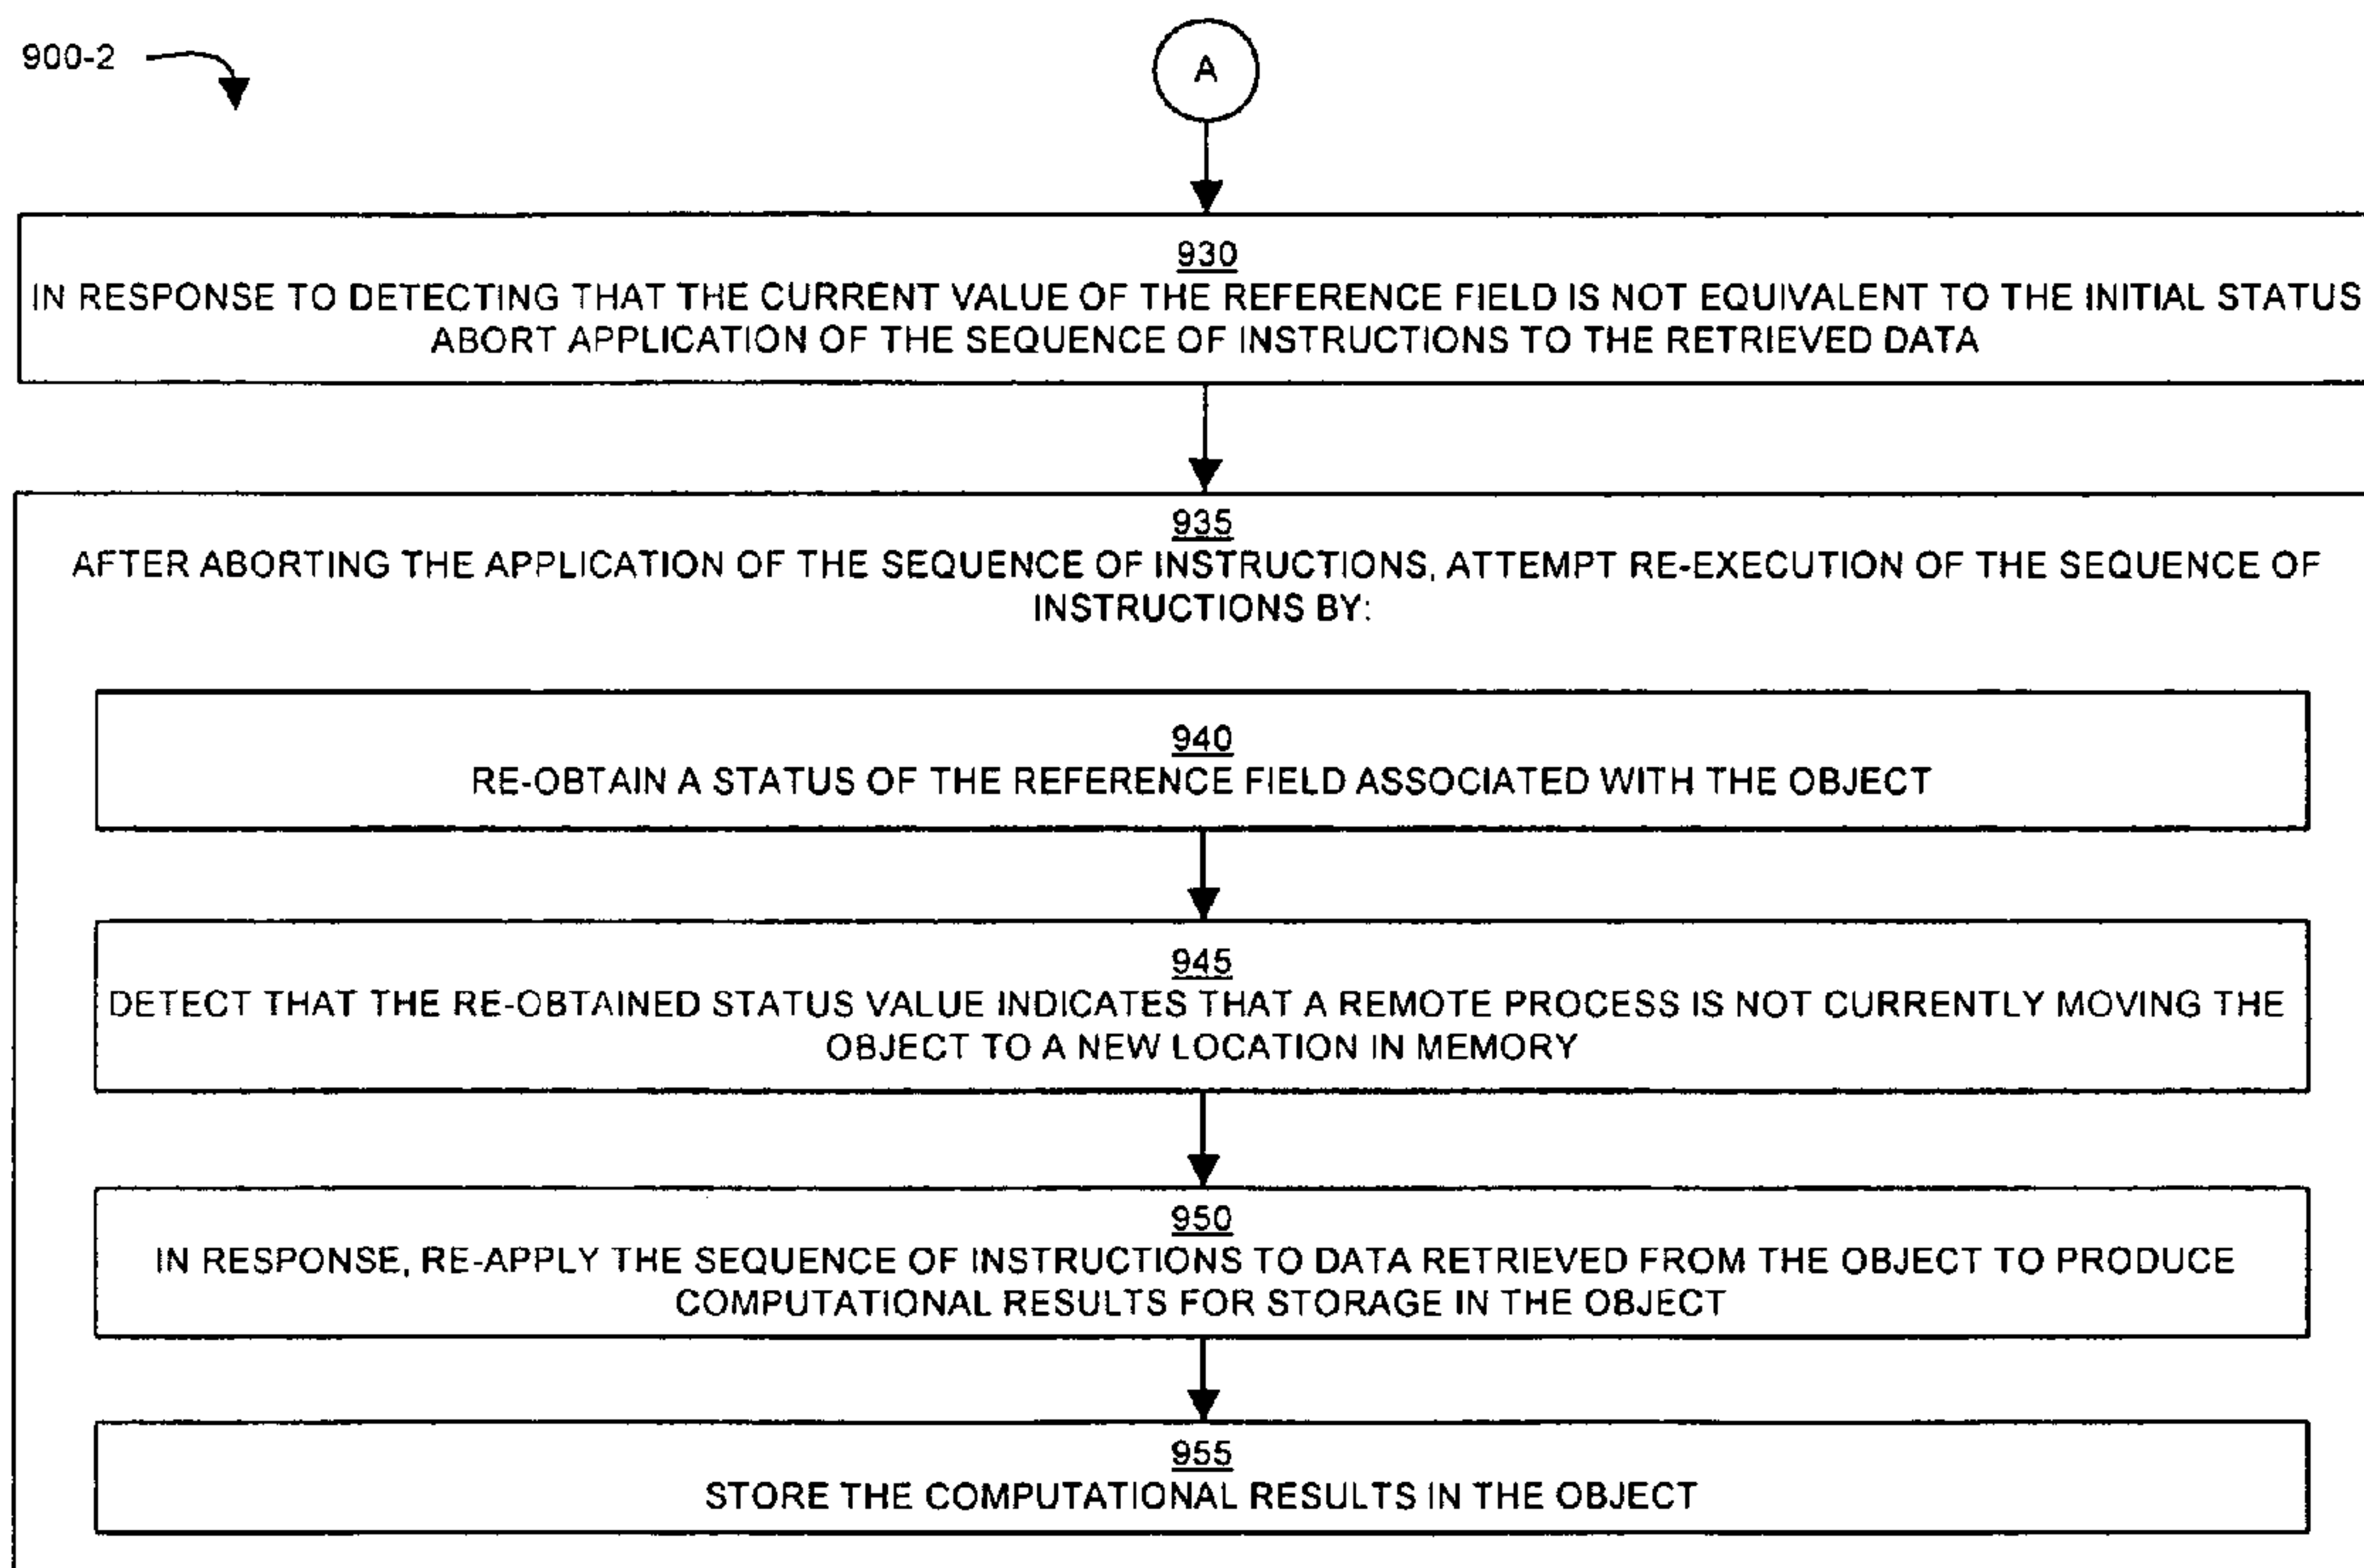 900-2
A
930
IN RESPONSE TO DETECTING THAT THE CURRENT VALUE OF THE REFERENCE FIELD IS NOT EQUIVALENT TO THE INITIAL STATUS
ABORT APPLICATION OF THE SEQUENCE OF INSTRUCTIONS TO THE RETRIEVED DATA
935
AFTER ABORTING THE APPLICATION OF THE SEQUENCE OF INSTRUCTIONS, ATTEMPT RE-EXECUTION OF THE SEQUENCE OF
INSTRUCTIONS BY:
940
RE-OBTAIN A STATUS OF THE REFERENCE FIELD ASSOCIATED WITH THE OBJECT
945
DETECT THAT THE RE-OBTAINED STATUS VALUE INDICATES THAT A REMOTE PROCESS IS NOT CURRENTLY MOVING THE
OBJECT TO A NEW LOCATION IN MEMORY
950
IN RESPONSE, RE-APPLY THE SEQUENCE OF INSTRUCTIONS TO DATA RETRIEVED FROM THE OBJECT TO PRODUCE
COMPUTATIONAL RESULTS FOR STORAGE IN THE OBJECT
955
STORE THE COMPUTATIONAL RESULTS IN THE OBJECT